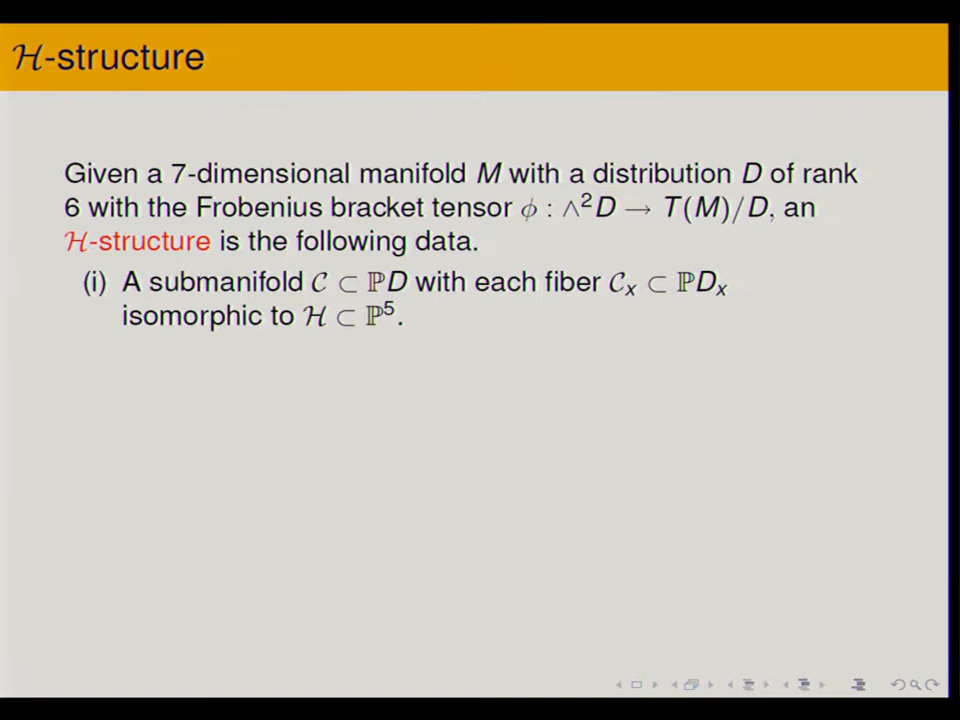 ℋ-structure
Given a 7-dimensional manifold M with a distribution D of rank
6 with the Frobenius bracket tensor ϕ : ∧²D → T(M)/D, an
ℋ-structure is the following data.
(i) A submanifold 𝒞 ⊂ ℙD with each fiber 𝒞ₓ ⊂ ℙDₓ
isomorphic to ℋ ⊂ ℙ⁵.